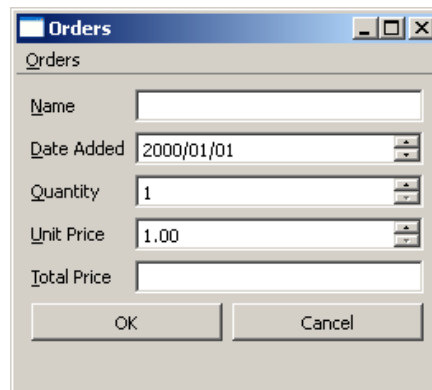 Orders
Orders
Name
Date Added 2000/01/01
Quantity 1
Unit Price 1.00
Total Price
OK Cancel